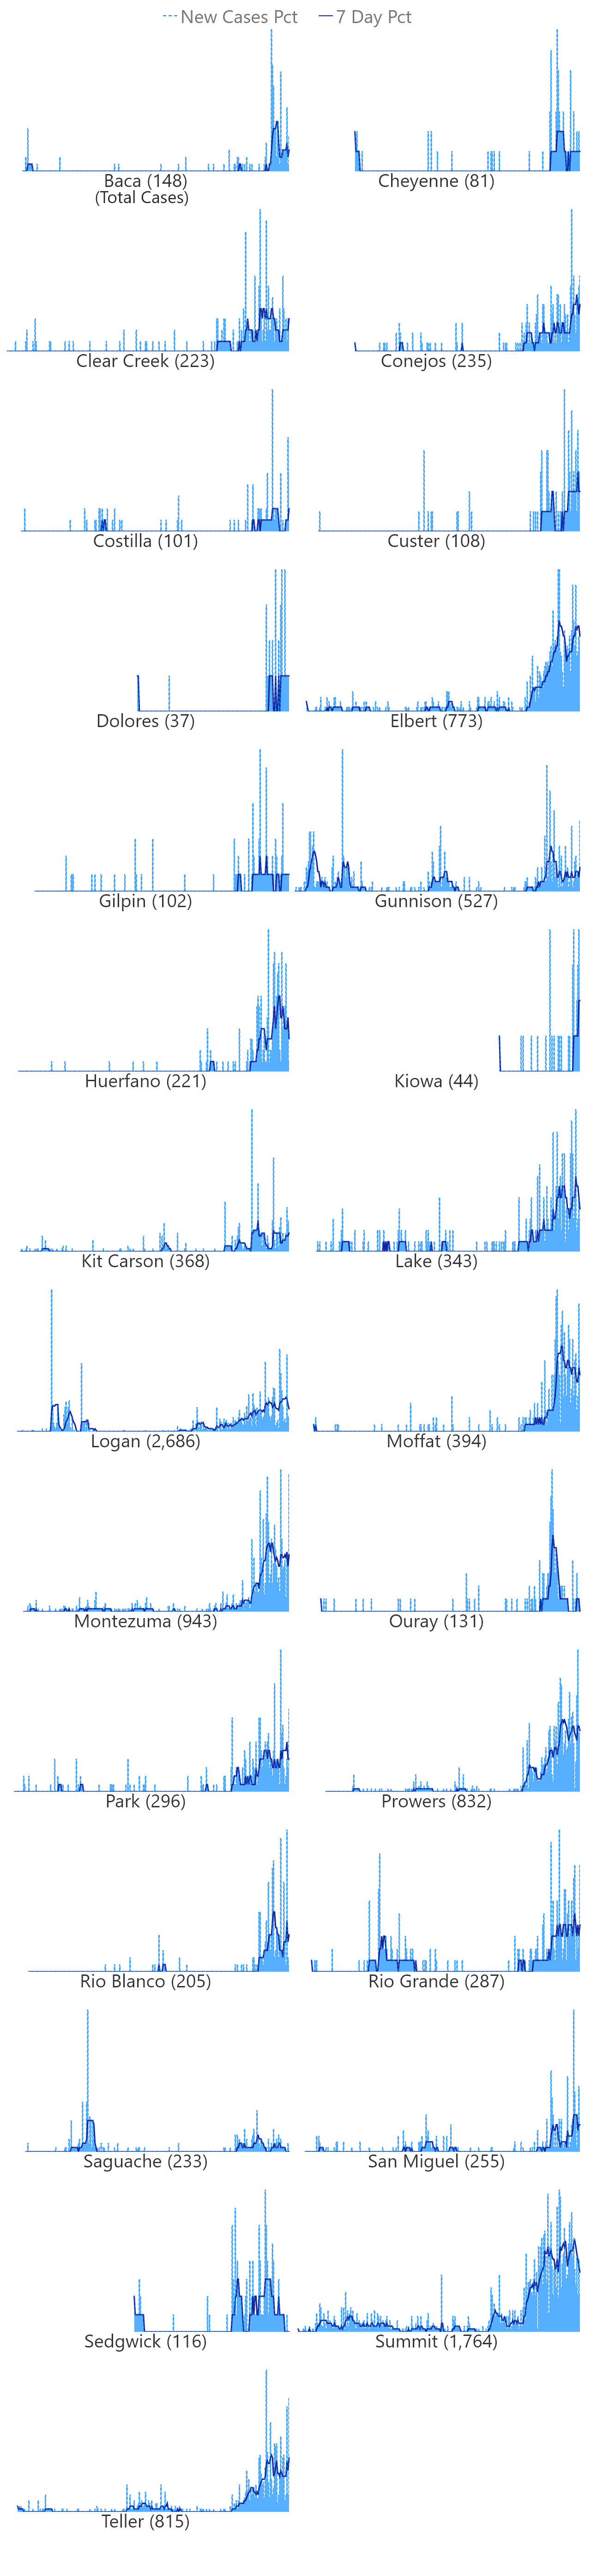 New Cases Pct 7 Day Pct
Baca (148) Cheyenne (81)
(Total Cases)
Clear Creek (223) Conejos (235)
Costilla (101) Custer (108)
Dolores (37) Elbert (773)
Gilpin (102) Gunnison (527)
Huerfano (221) Kiowa (44)
Kit Carson (368) Lake (343)
Logan (2,686) Moffat (394)
Montezuma (943) Ouray (131)
Park (296) Prowers (832)
Rio Blanco (205) Rio Grande (287)
Saguache (233) San Miguel (255)
Sedgwick (116) Summit (1,764)
Teller (815)